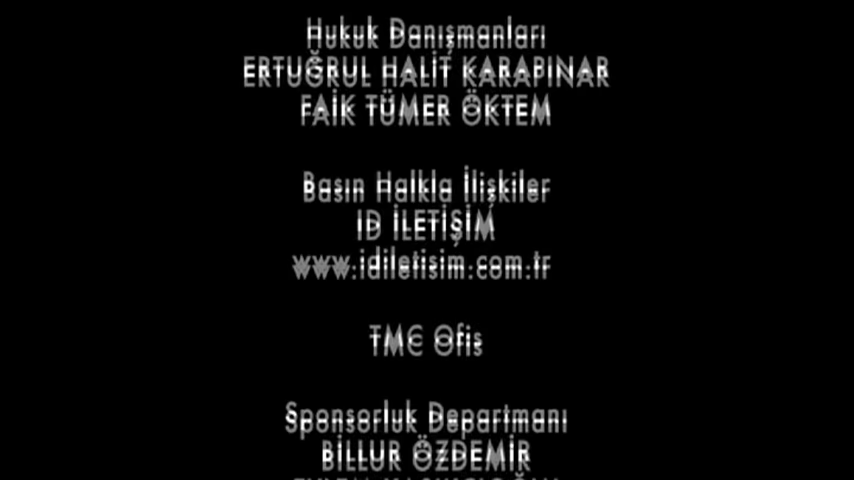 Hukuk Danışmanları
ERTUĞRUL HALİT KARAPINAR
FAİK TÜMER ÖKTEM
Basın Halkla İlişkiler
ID İLETİŞİM
www.idiletisim.com.tr
TMC Ofis
Sponsorluk Departmanı
BİLLUR ÖZDEMİR